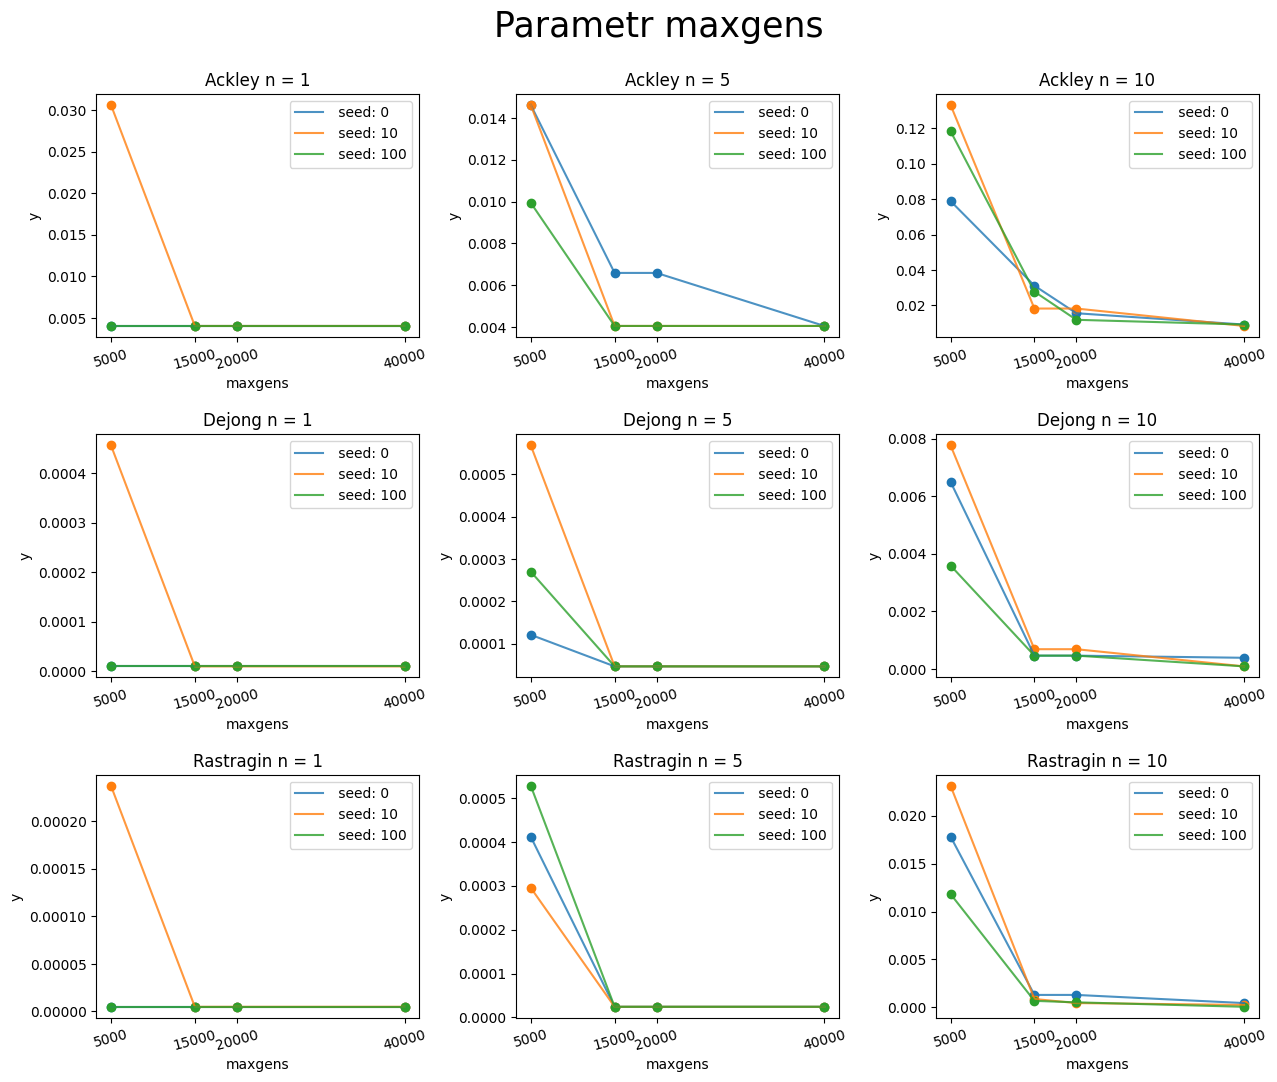 Parametr maxgens
Ackley n = 1
seed: 0
seed: 10
seed: 100
0.030
0.025
0.020
0.015
0.010
0.005
y
5000
15000
20000
40000
maxgens
Ackley n = 5
seed: 0
seed: 10
seed: 100
0.014
0.012
0.010
0.008
0.006
0.004
y
5000
15000
20000
40000
maxgens
Ackley n = 10
seed: 0
seed: 10
seed: 100
0.12
0.10
0.08
0.06
0.04
0.02
y
5000
15000
20000
40000
maxgens
Dejong n = 1
seed: 0
seed: 10
seed: 100
0.0004
0.0003
0.0002
0.0001
0.0000
y
5000
15000
20000
40000
maxgens
Dejong n = 5
seed: 0
seed: 10
seed: 100
0.0005
0.0004
0.0003
0.0002
0.0001
y
5000
15000
20000
40000
maxgens
Dejong n = 10
seed: 0
seed: 10
seed: 100
0.008
0.006
0.004
0.002
0.000
y
5000
15000
20000
40000
maxgens
Rastragin n = 1
seed: 0
seed: 10
seed: 100
0.00020
0.00015
0.00010
0.00005
0.00000
y
5000
15000
20000
40000
maxgens
Rastragin n = 5
seed: 0
seed: 10
seed: 100
0.0005
0.0004
0.0003
0.0002
0.0001
0.0000
y
5000
15000
20000
40000
maxgens
Rastragin n = 10
seed: 0
seed: 10
seed: 100
0.020
0.015
0.010
0.005
0.000
y
5000
15000
20000
40000
maxgens